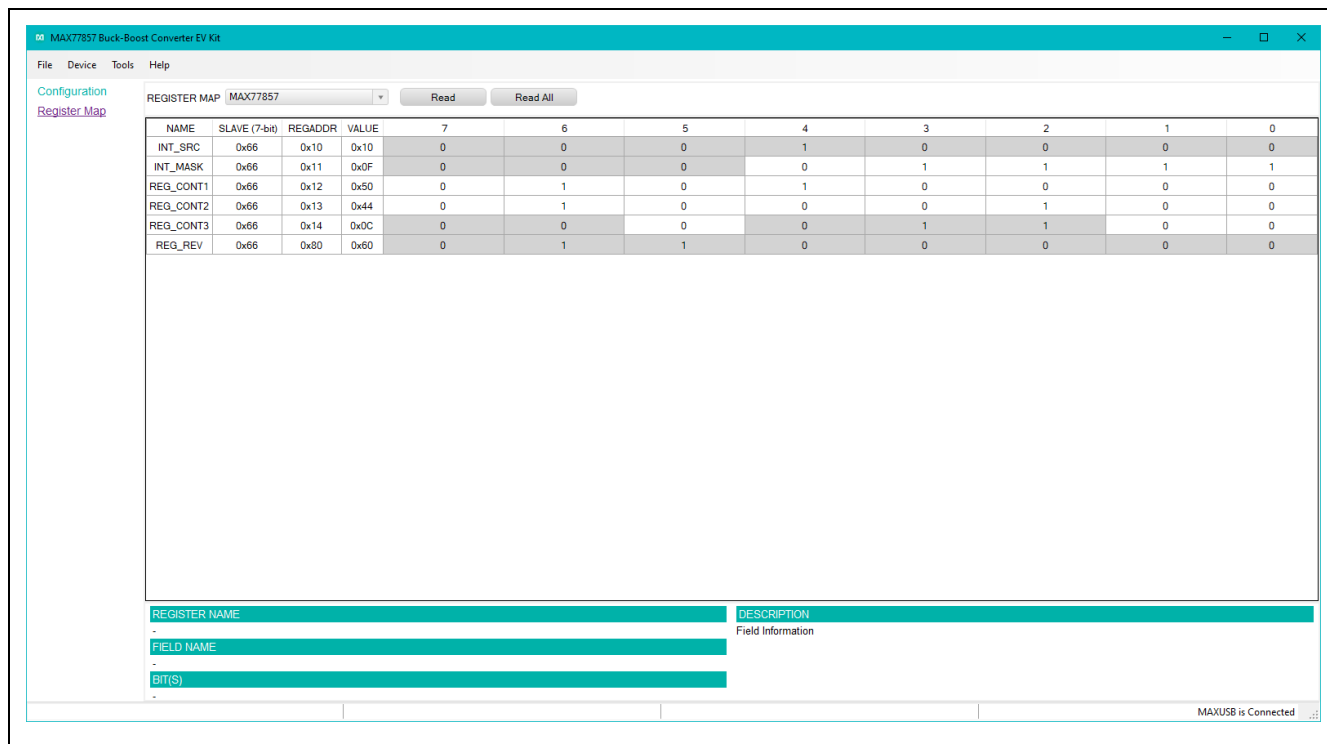 MAX77857 Buck-Boost Converter EV Kit
File Device Tools Help
Configuration
Register Map
REGISTER MAP MAX77857 Read Read All
NAME SLAVE (7-bit) REGADDR VALUE 7 6 5 4 3 2 1 0
INT_SRC 0x66 0x10 0x10 0 0 0 1 0 0 0 0
INT_MASK 0x66 0x11 0x0F 0 0 0 0 1 1 1 1
REG_CONT1 0x66 0x12 0x50 0 1 0 1 0 0 0 0
REG_CONT2 0x66 0x13 0x44 0 1 0 0 0 1 0 0
REG_CONT3 0x66 0x14 0x0C 0 0 0 0 1 1 0 0
REG_REV 0x66 0x80 0x60 0 1 1 0 0 0 0 0
REGISTER NAME
-
FIELD NAME
-
BIT(S)
-
DESCRIPTION
Field Information
MAXUSB is Connected